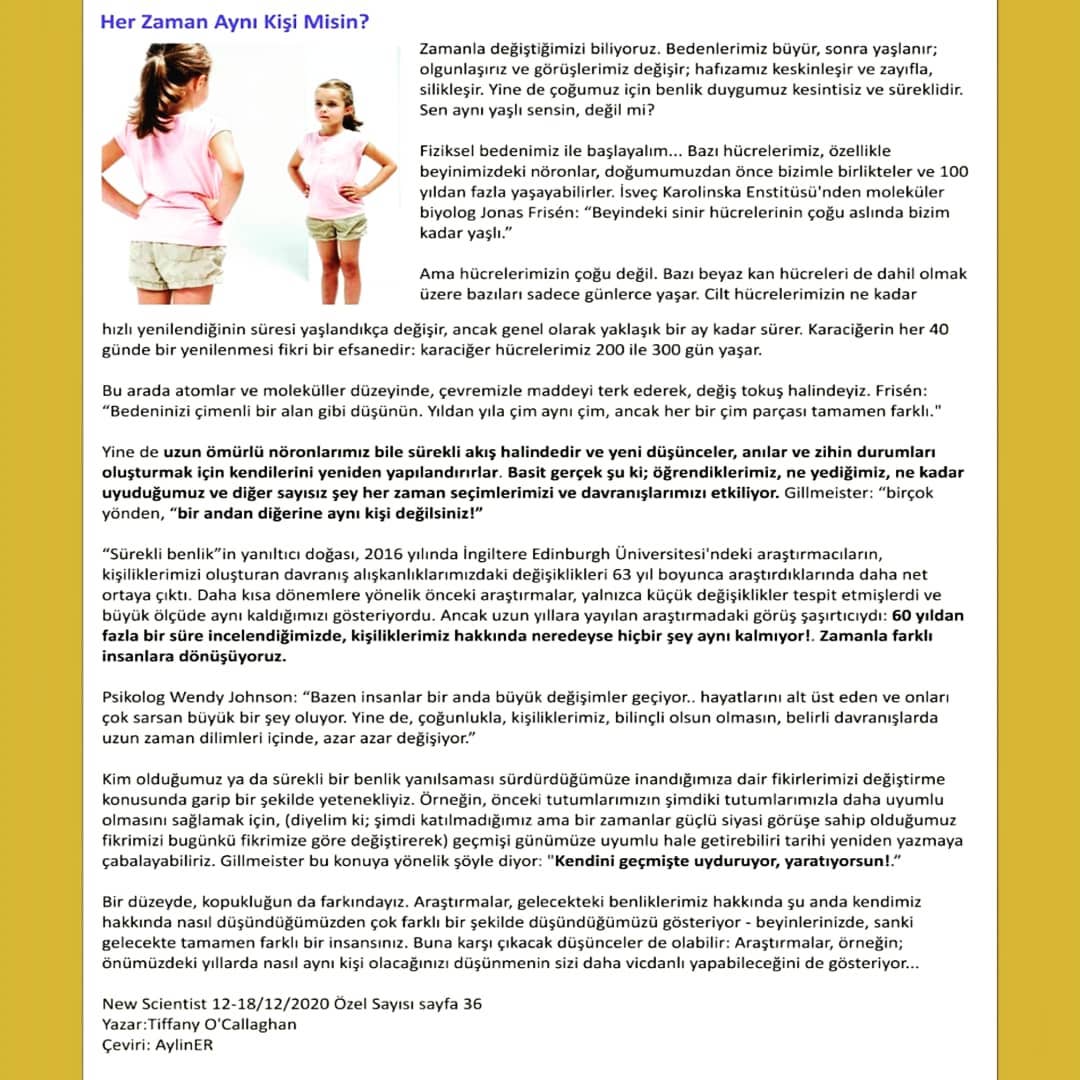 Her Zaman Aynı Kişi Misin?
Zamanla değiştiğimizi biliyoruz. Bedenlerimiz büyür, sonra yaşlanır;
olgunlaşırız ve görüşlerimiz değişir; hafızamız keskinleşir ve zayıfla,
silikleşir. Yine de çoğumuz için benlik duygumuz kesintisiz ve süreklidir.
Sen aynı yaşlı sensin, değil mi?
Fiziksel bedenimiz ile başlayalım... Bazı hücrelerimiz, özellikle
beyinimizdeki nöronlar, doğumumuzdan önce bizimle birlikteler ve 100
yıldan fazla yaşayabilirler. İsveç Karolinska Enstitüsü'nden moleküler
biyolog Jonas Frisén: “Beyindeki sinir hücrelerinin çoğu aslında bizim
kadar yaşlı.”
Ama hücrelerimizin çoğu değil. Bazı beyaz kan hücreleri de dahil olmak
üzere bazıları sadece günlerce yaşar. Cilt hücrelerimizin ne kadar
hızlı yenilendiğinin süresi yaşlandıkça değişir, ancak genel olarak yaklaşık bir ay kadar sürer. Karaciğerin her 40
günde bir yenilenmesi fikri bir efsanedir: karaciğer hücrelerimiz 200 ile 300 gün yaşar.
Bu arada atomlar ve moleküller düzeyinde, çevremizle maddeyi terk ederek, değiş tokuş halindeyiz. Frisén:
“Bedeninizi çimenli bir alan gibi düşünün. Yıldan yıla çim aynı çim, ancak her bir çim parçası tamamen farklı."
Yine de uzun ömürlü nöronlarımız bile sürekli akış halindedir ve yeni düşünceler, anılar ve zihin durumları
oluşturmak için kendilerini yeniden yapılandırırlar. Basit gerçek şu ki; öğrendiklerimiz, ne yediğimiz, ne kadar
uyuduğumuz ve diğer sayısız şey her zaman seçimlerimizi ve davranışlarımızı etkiliyor. Gillmeister: “birçok
yönden, “bir andan diğerine aynı kişi değilsiniz!”
“Sürekli benlik”in yanıltıcı doğası, 2016 yılında İngiltere Edinburgh Üniversitesi'ndeki araştırmacıların,
kişiliklerimizi oluşturan davranış alışkanlıklarımızdaki değişiklikleri 63 yıl boyunca araştırdıklarında daha net
ortaya çıktı. Daha kısa dönemlere yönelik önceki araştırmalar, yalnızca küçük değişiklikler tespit etmişlerdi ve
büyük ölçüde aynı kaldığımızı gösteriyordu. Ancak uzun yıllara yayılan araştırmadaki görüş şaşırtıcıydı: 60 yıldan
fazla bir süre incelendiğimizde, kişiliklerimiz hakkında neredeyse hiçbir şey aynı kalmıyor!. Zamanla farklı
insanlara dönüşüyoruz.
Psikolog Wendy Johnson: “Bazen insanlar bir anda büyük değişimler geçiyor.. hayatlarını alt üst eden ve onları
çok sarsan büyük bir şey oluyor. Yine de, çoğunlukla, kişiliklerimiz, bilinçli olsun olmasın, belirli davranışlarda
uzun zaman dilimleri içinde, azar azar değişiyor.”
Kim olduğumuz ya da sürekli bir benlik yanılsaması sürdürdüğümüze inandığımıza dair fikirlerimizi değiştirme
konusunda garip bir şekilde yetenekliyiz. Örneğin, önceki tutumlarımızın şimdiki tutumlarımızla daha uyumlu
olmasını sağlamak için, (diyelim ki; şimdi katılmadığımız ama bir zamanlar güçlü siyasi görüşe sahip olduğumuz
fikrimizi bugünkü fikrimize göre değiştirerek) geçmişi günümüze uyumlu hale getirebiliri tarihi yeniden yazmaya
çabalayabiliriz. Gillmeister bu konuya yönelik şöyle diyor: "Kendini geçmişte uyduruyor, yaratıyorsun!.”
Bir düzeyde, kopukluğun da farkındayız. Araştırmalar, gelecekteki benliklerimiz hakkında şu anda kendimiz
hakkında nasıl düşündüğümüzden çok farklı bir şekilde düşündüğümüzü gösteriyor - beyinlerinizde, sanki
gelecekte tamamen farklı bir insansınız. Buna karşı çıkacak düşünceler de olabilir: Araştırmalar, örneğin;
önümüzdeki yıllarda nasıl aynı kişi olacağınızı düşünmenin sizi daha vicdanlı yapabileceğini de gösteriyor...
New Scientist 12-18/12/2020 Özel Sayısı sayfa 36
Yazar:Tiffany O'Callaghan
Çeviri: AylinER